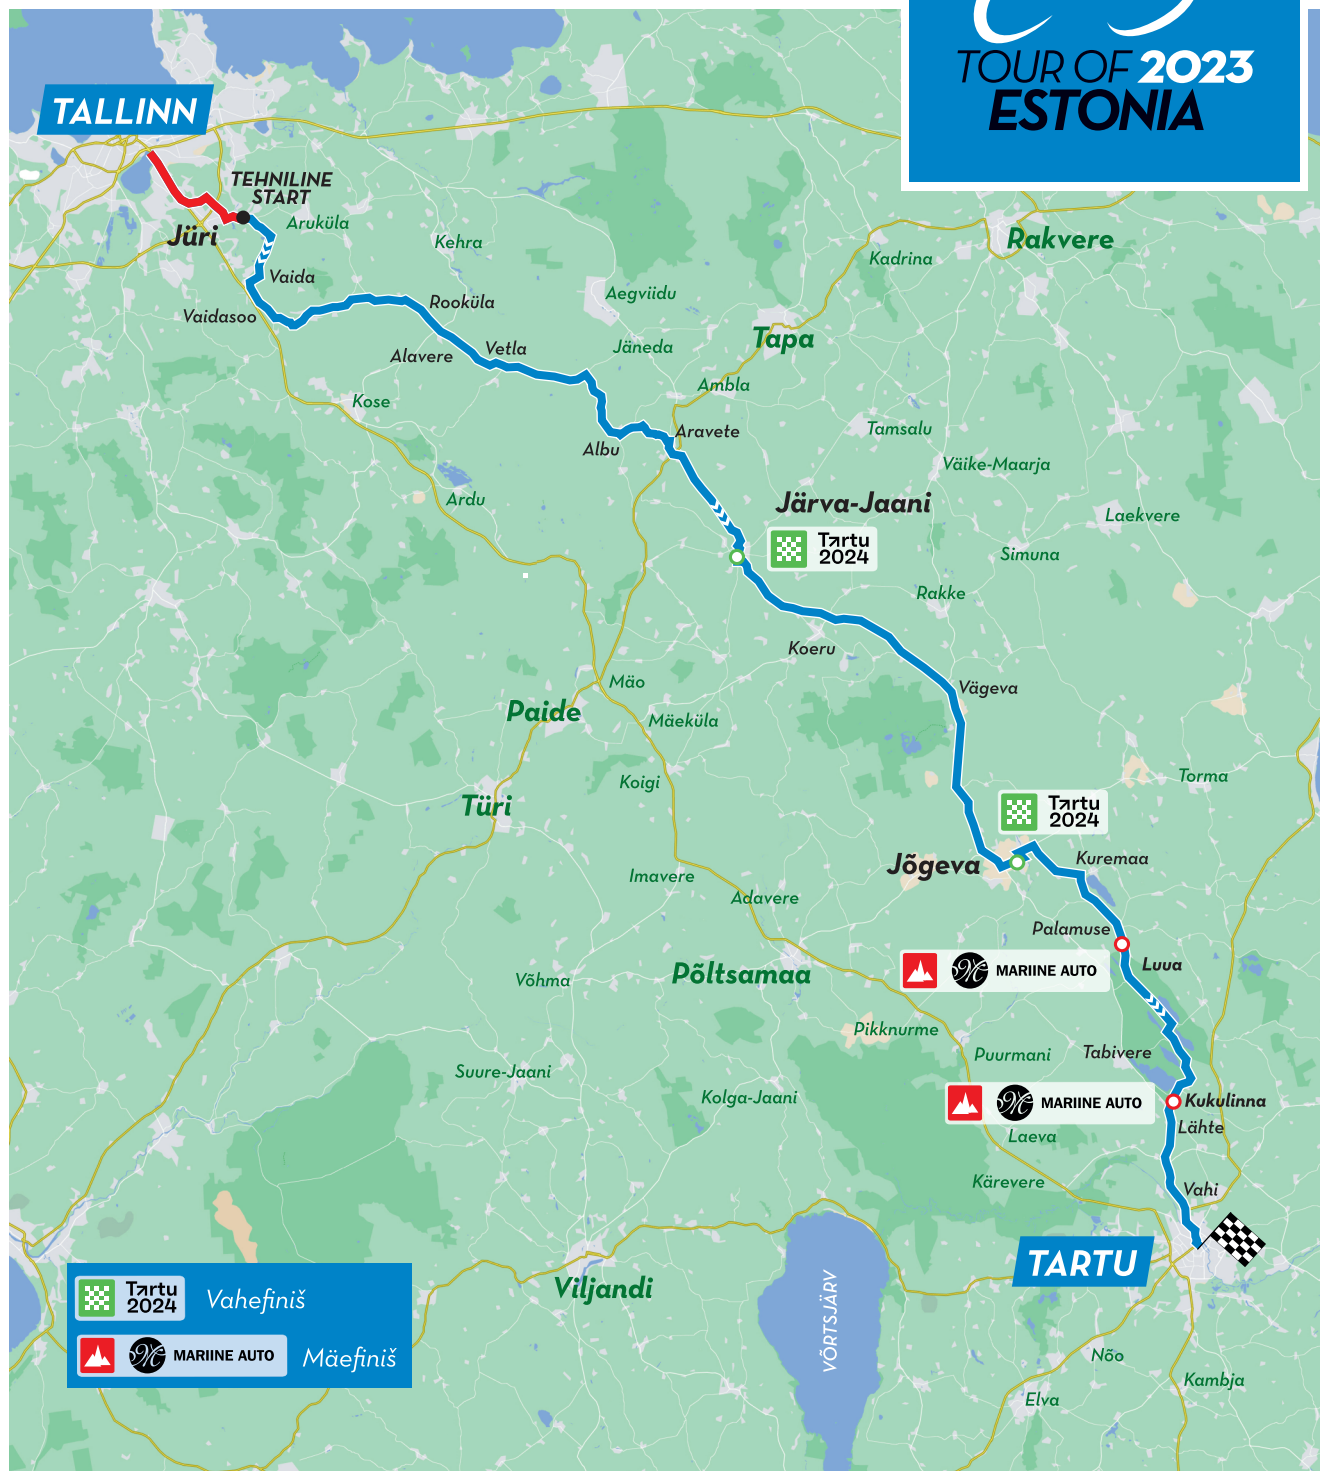 TOUR OF 2023
ESTONIA
TALLINN
TEHNILINE
START
Aruküla
Jüri
Kehra
Rakvere
Kadrina
Vaida
Aegviidu
Rooküla
Vaidasoo
Tapa
Jäneda
Vetla
Alavere
Ambla
Kose
Tamsalu
Aravete
Albu
Väike-Maarja
Ardu
Järva-Jaani
Laekvere
Tartu
2024
Simuna
Rakke
Koeru
Mäo
Vägeva
Paide
Mäeküla
Koigi
Torma
Türi
Tartu
2024
Kuremaa
Jõgeva
Imavere
Adavere
Palamuse
Luua
MARIINE AUTO
Põltsamaa
Võhma
Pikknurme
Puurmani
Tabivere
Suure-Jaani
Kolga-Jaani
MARIINE AUTO
Kukulinna
Lähte
Laeva
Kärevere
Vahi
TARTU
Viljandi
VÕRTSJÄRV
Tartu
2024
Vahefiniš
MARIINE AUTO
Mäefiniš
Nõo
Kambja
Elva